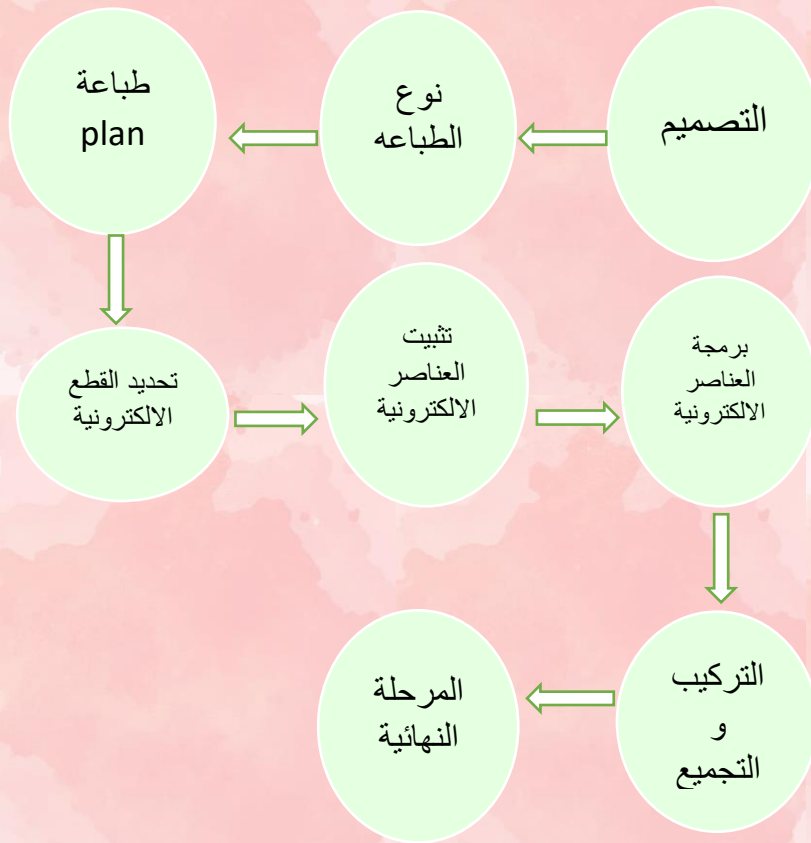 التصميم
نوع
الطباعه
طباعة
plan
تحديد القطع
الالكترونية
تثبيت
العناصر
الالكترونية
برمجة
العناصر
الالكترونية
التركيب
و
التجميع
المرحلة
النهائية